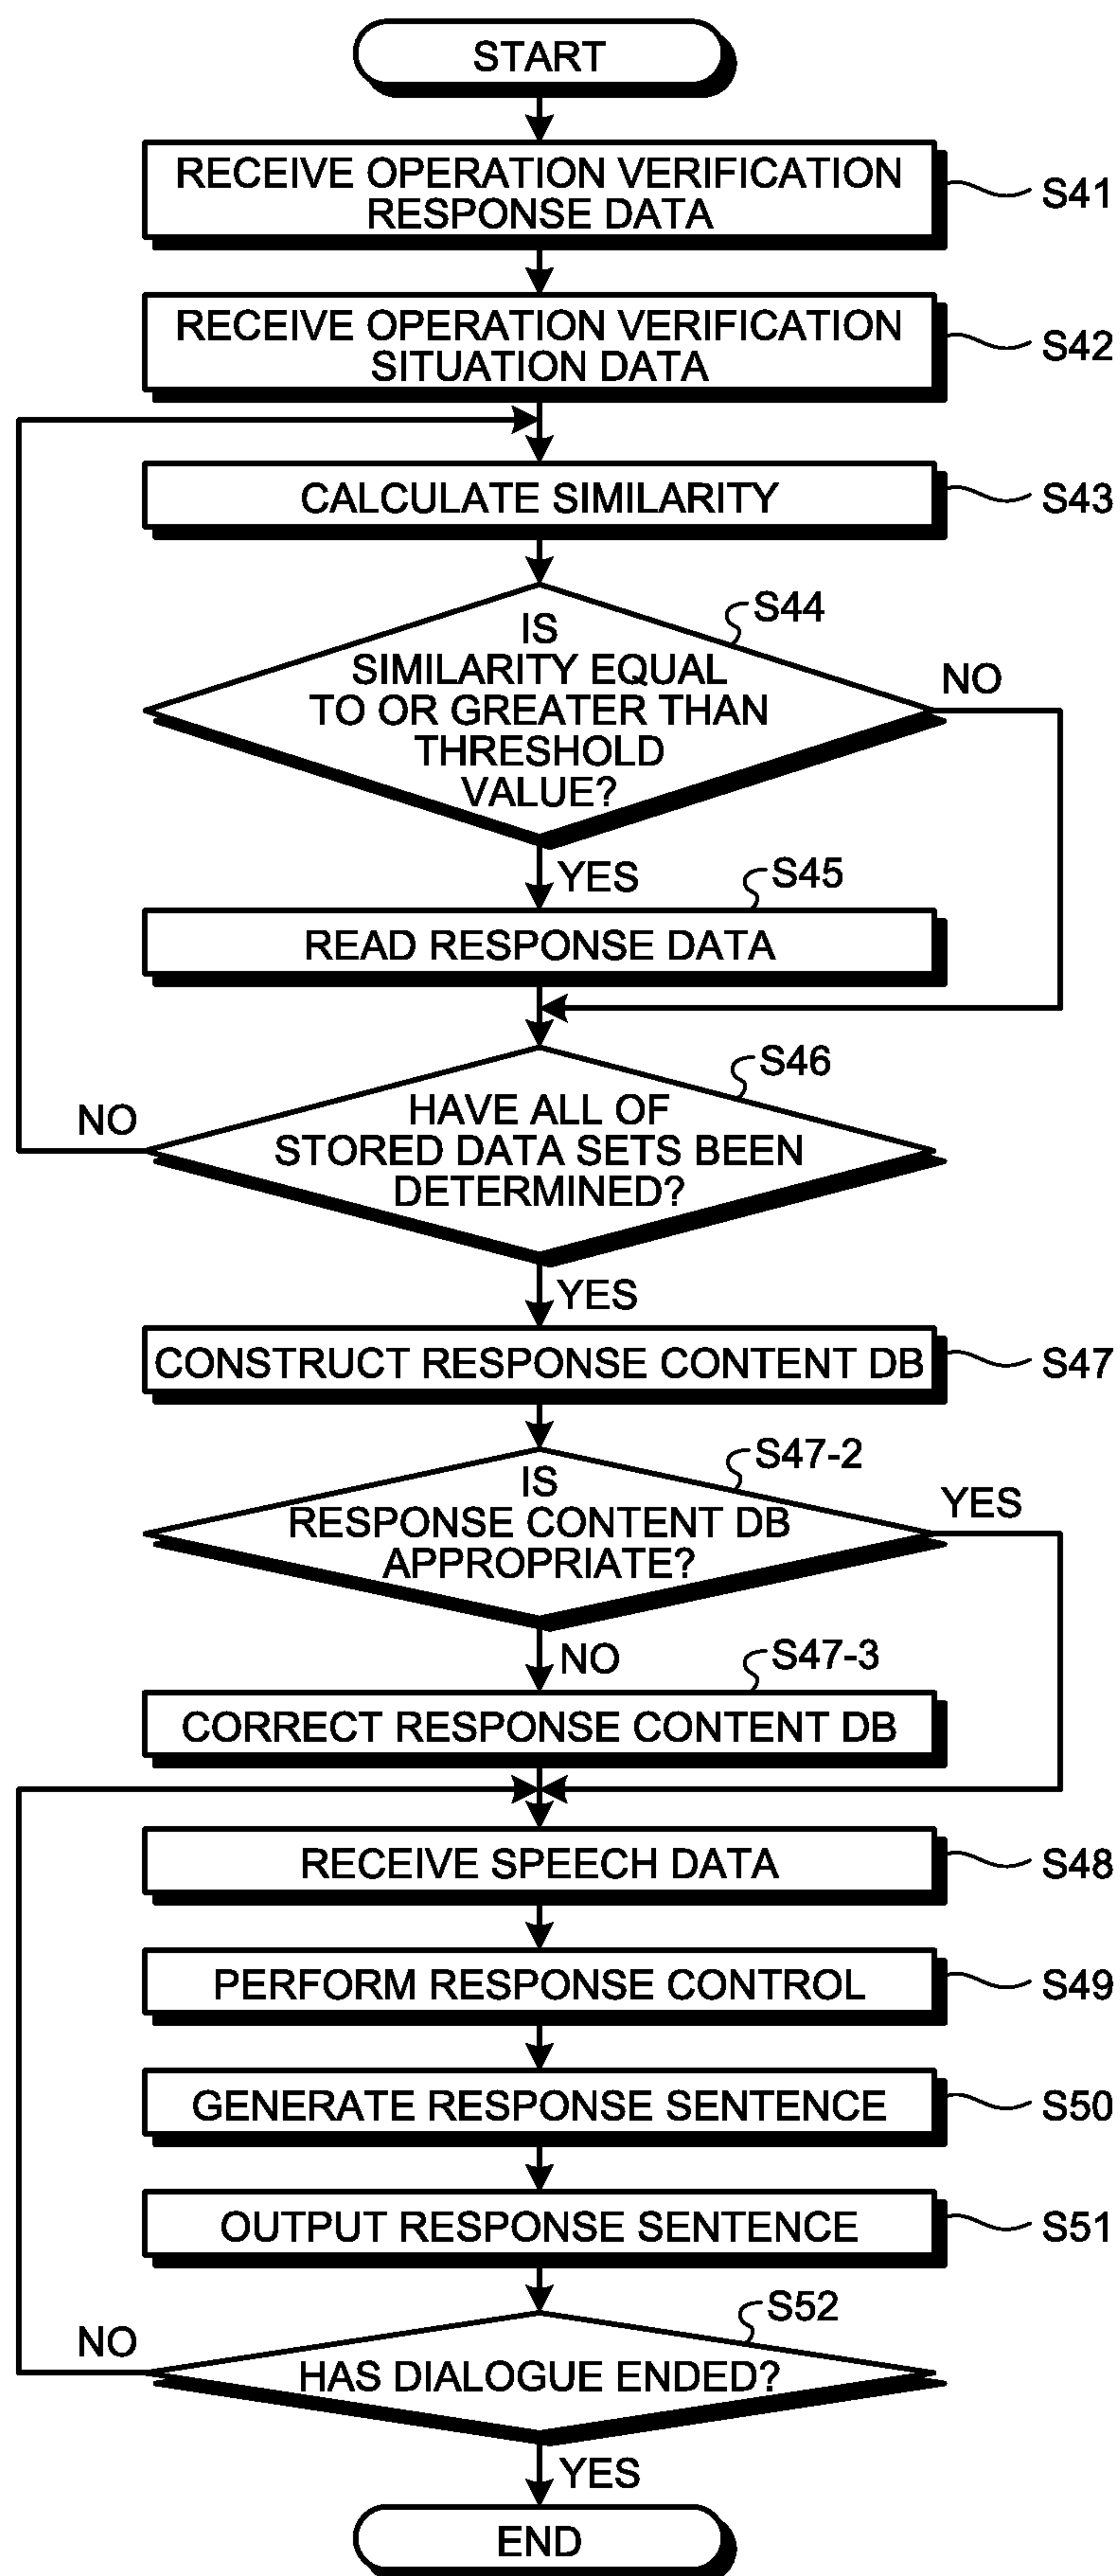 START
RECEIVE OPERATION VERIFICATION
RESPONSE DATA
S41
RECEIVE OPERATION VERIFICATION
SITUATION DATA
S42
CALCULATE SIMILARITY
S43
S44
IS
SIMILARITY EQUAL
TO OR GREATER THAN
THRESHOLD
VALUE?
NO
YES
S45
READ RESPONSE DATA
S46
HAVE ALL OF
STORED DATA SETS BEEN
DETERMINED?
NO
YES
CONSTRUCT RESPONSE CONTENT DB
S47
S47-2
IS
RESPONSE CONTENT DB
APPROPRIATE?
YES
NO
S47-3
CORRECT RESPONSE CONTENT DB
RECEIVE SPEECH DATA
S48
PERFORM RESPONSE CONTROL
S49
GENERATE RESPONSE SENTENCE
S50
OUTPUT RESPONSE SENTENCE
S51
S52
HAS DIALOGUE ENDED?
NO
YES
END